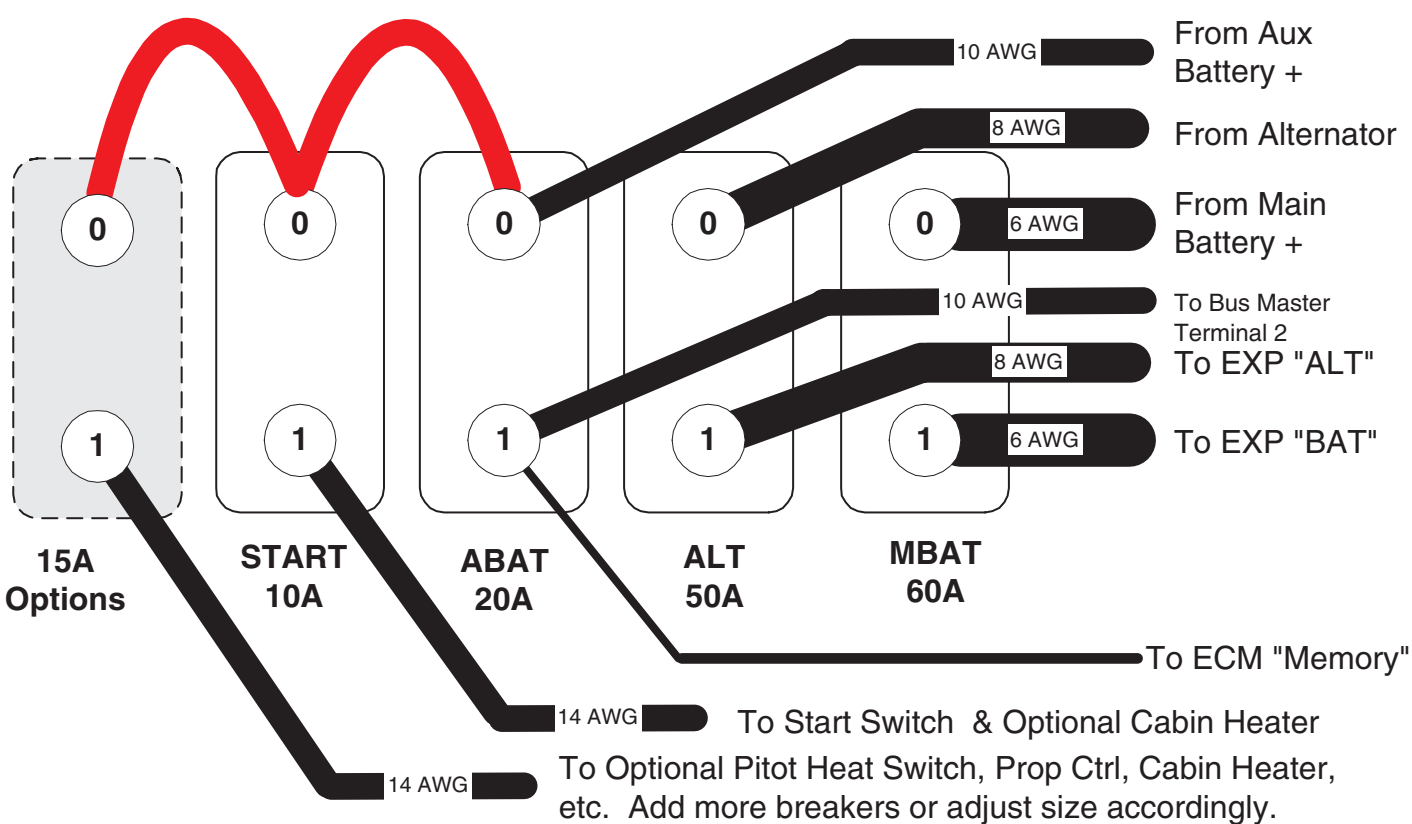 10 AWG
From Aux
Battery +
8 AWG
From Alternator
0
0
0
0
0
6 AWG
From Main
Battery +
10 AWG
To Bus Master
Terminal 2
8 AWG
To EXP "ALT"
1
1
1
1
1
6 AWG
To EXP "BAT"
15A
Options
START
10A
ABAT
20A
ALT
50A
MBAT
60A
To ECM "Memory"
14 AWG
To Start Switch & Optional Cabin Heater
14 AWG
To Optional Pitot Heat Switch, Prop Ctrl, Cabin Heater,
etc. Add more breakers or adjust size accordingly.